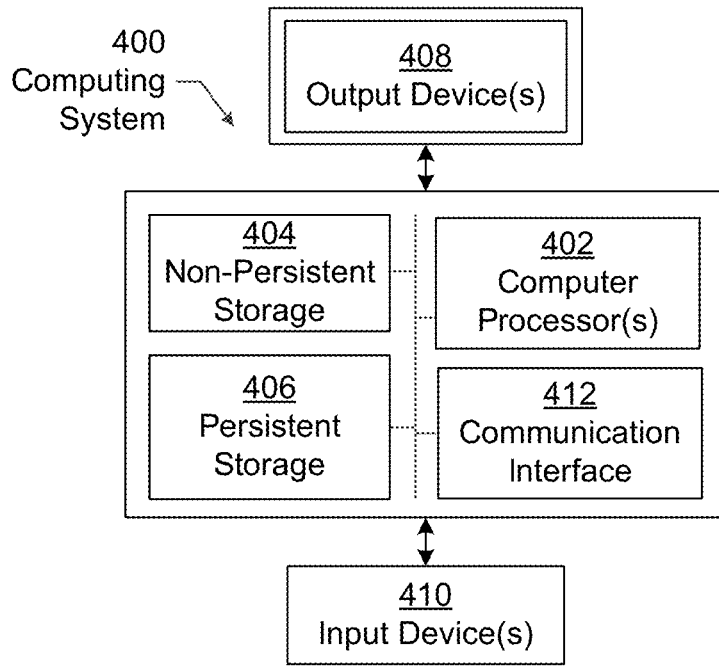 400
Computing
System
408
Output Device(s)
404
Non-Persistent
Storage
402
Computer
Processor(s)
406
Persistent
Storage
412
Communication
Interface
410
Input Device(s)